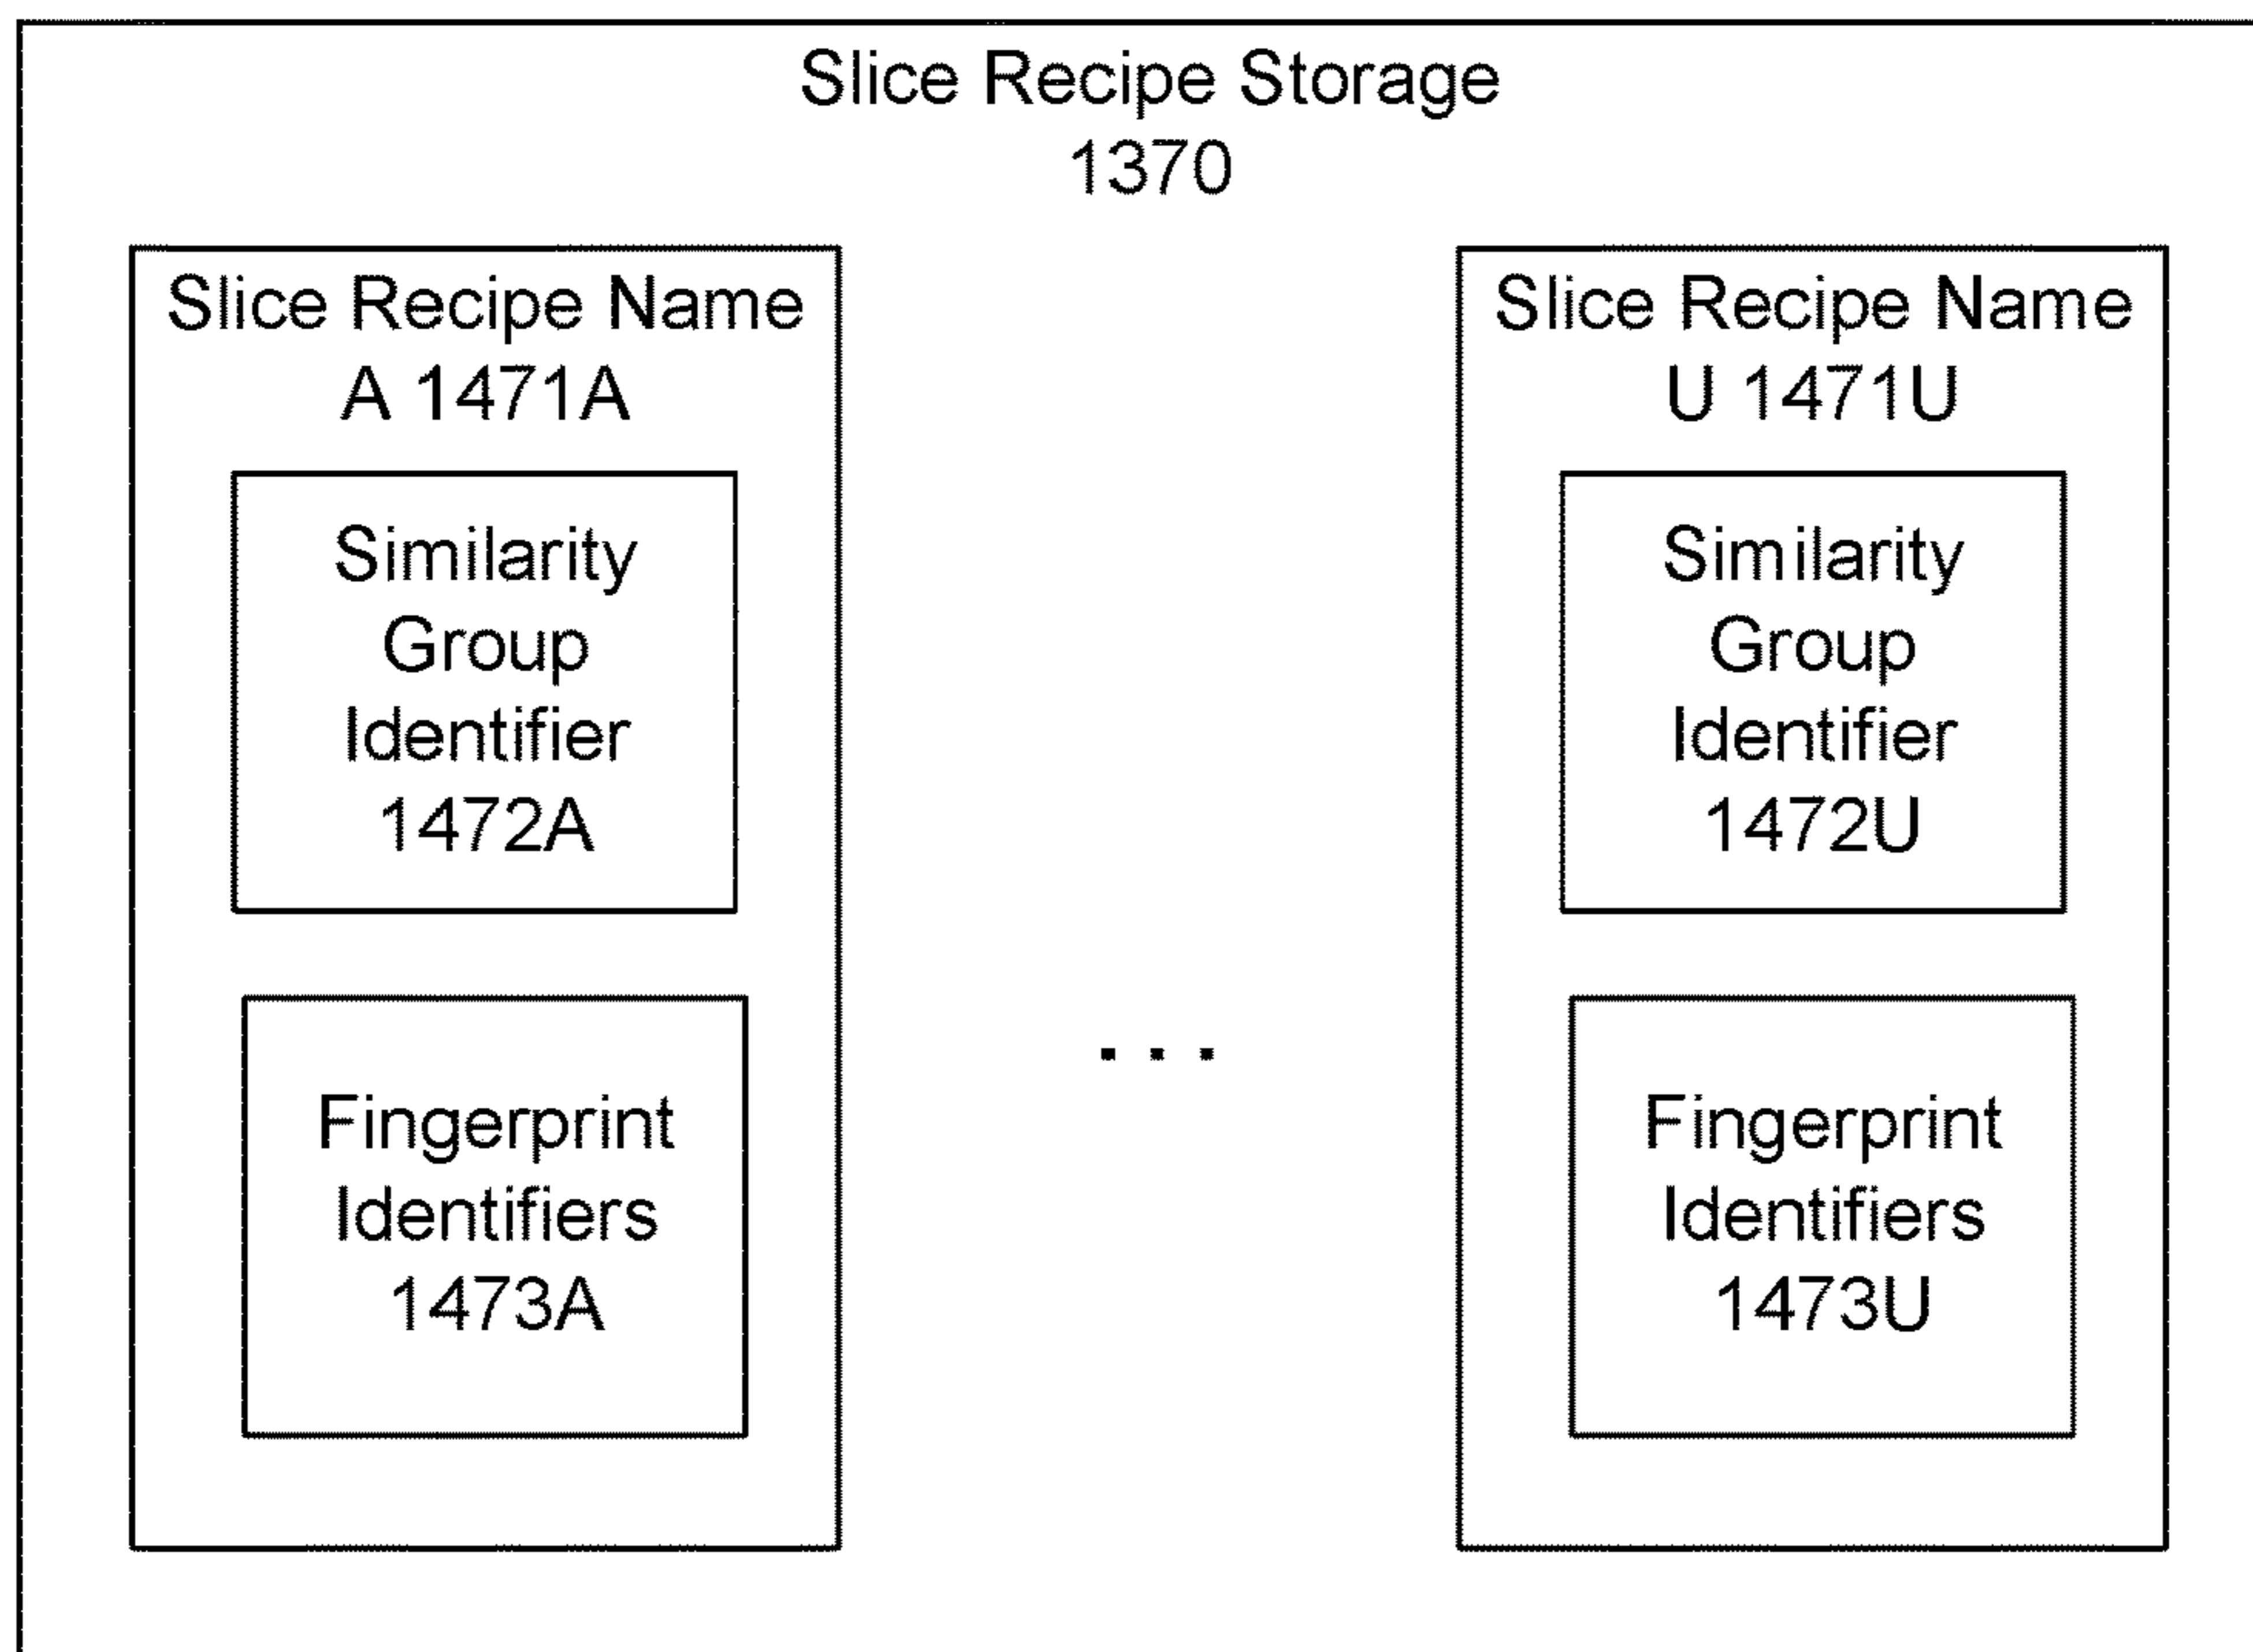 Slice Recipe Storage
1370
Slice Recipe Name
A 1471A
Similarity
Group
Identifier
1472A
Fingerprint
Identifiers
1473A
. . .
Slice Recipe Name
U 1471U
Similarity
Group
Identifier
1472U
Fingerprint
Identifiers
1473U